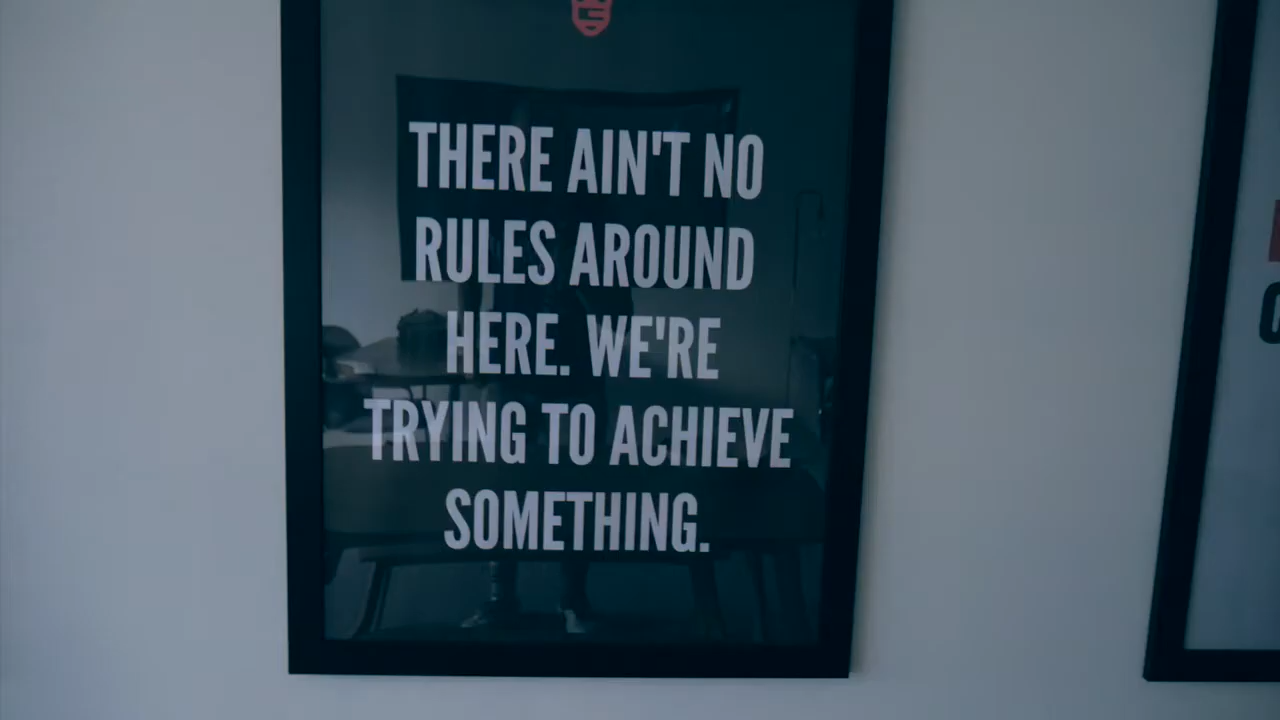 THERE AIN'T NO
RULES AROUND
HERE. WE'RE
TRYING TO ACHIEVE
SOMETHING.